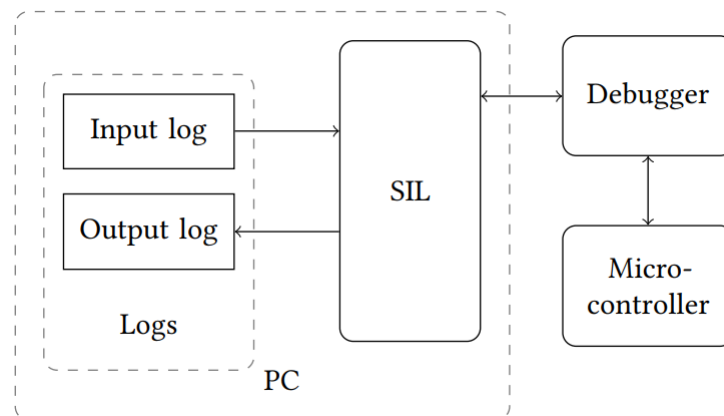 Input log
Output log
Logs
PC
SIL
Debugger
Micro-
controller